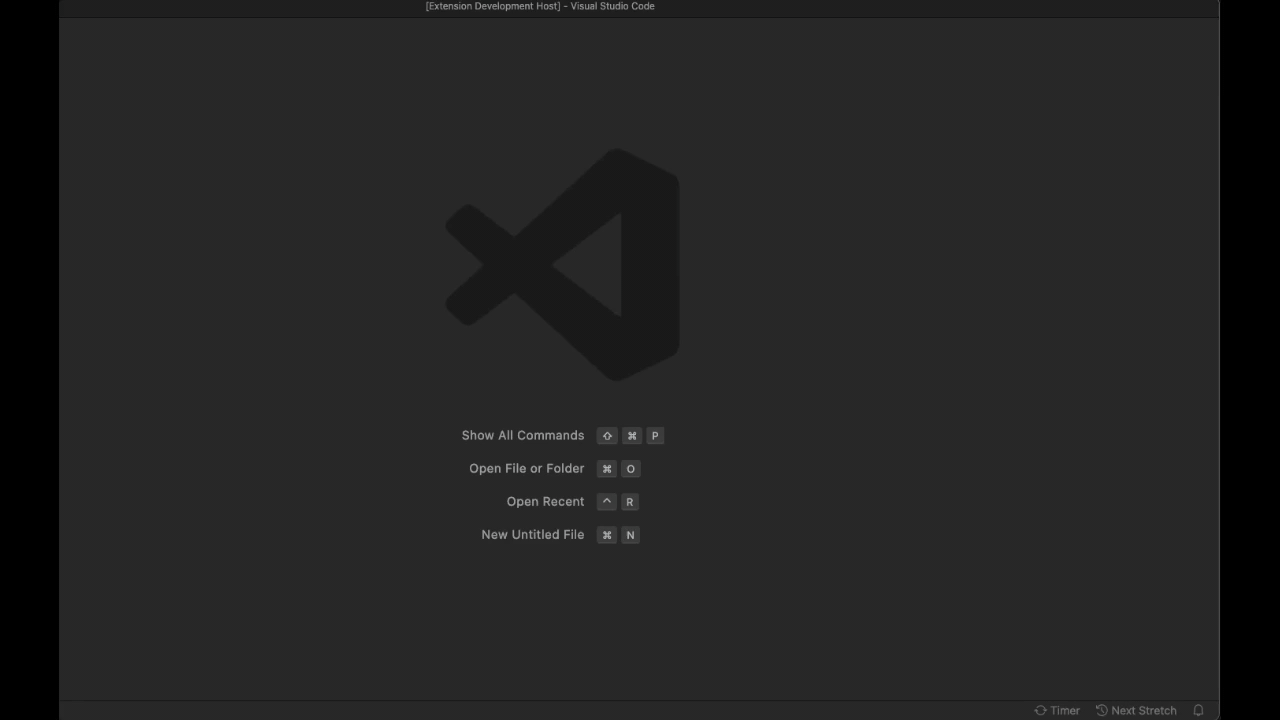 [Extension Development Host] - Visual Studio Code
Show All Commands ⇧ ⌘ P
Open File or Folder ⌘ O
Open Recent ^ R
New Untitled File ⌘ N
Timer Next Stretch